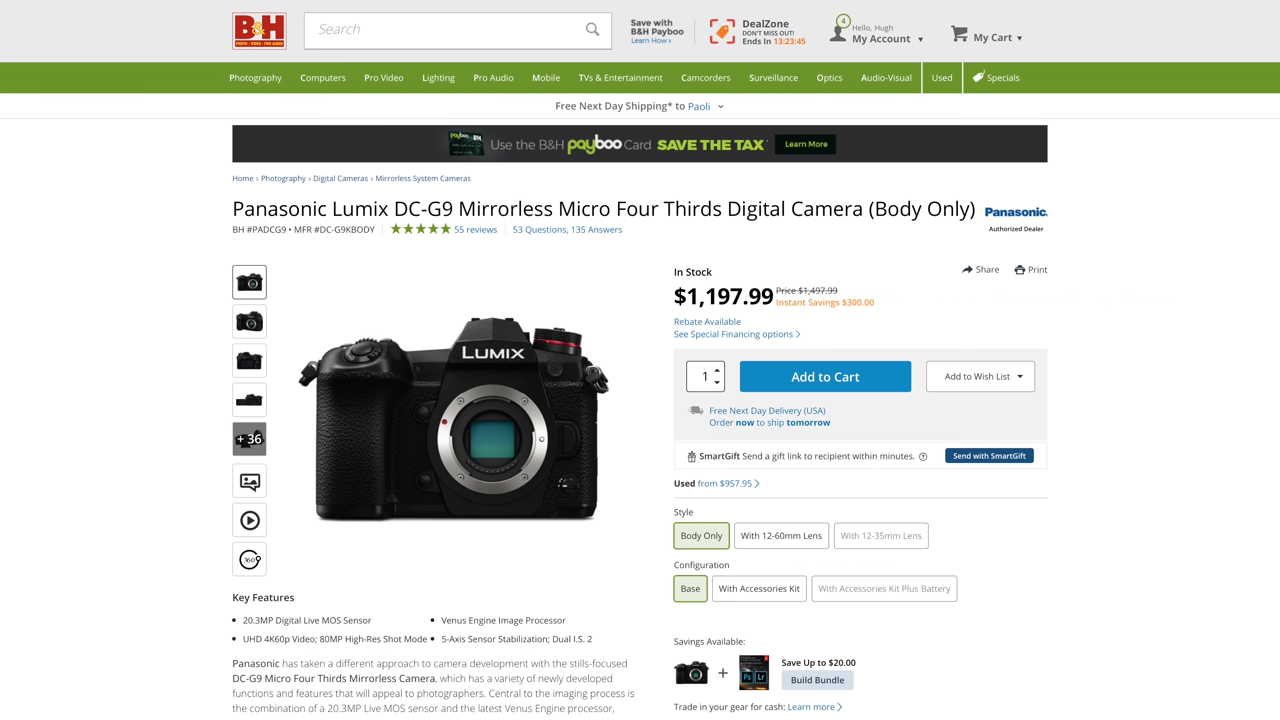 B&H
PHOTO • VIDEO • PRO AUDIO
Search
Save with
B&H Payboo
Learn How ›
DealZone
DON'T MISS OUT!
Ends In 13:23:45
4
Hello, Hugh
My Account
My Cart
Photography Computers Pro Video Lighting Pro Audio Mobile TVs & Entertainment Camcorders Surveillance Optics Audio-Visual Used Specials
Free Next Day Shipping* to Paoli
Use the B&H payboo Card SAVE THE TAX* Learn More
Home › Photography › Digital Cameras › Mirrorless System Cameras
Panasonic Lumix DC-G9 Mirrorless Micro Four Thirds Digital Camera (Body Only)
Panasonic
Authorized Dealer
BH #PADCG9 • MFR #DC-G9KBODY 55 reviews 53 Questions, 135 Answers
In Stock
Share Print
$1,197.99 Price $1,497.99
Instant Savings $300.00
Rebate Available
See Special Financing options
LUMIX
+ 36
360°
1
Add to Cart
Add to Wish List
Free Next Day Delivery (USA)
Order now to ship tomorrow
SmartGift Send a gift link to recipient within minutes. ? Send with SmartGift
Used from $957.95
Style
Body Only With 12-60mm Lens With 12-35mm Lens
Configuration
Base With Accessories Kit With Accessories Kit Plus Battery
Key Features
20.3MP Digital Live MOS Sensor
Venus Engine Image Processor
UHD 4K60p Video; 80MP High-Res Shot Mode
5-Axis Sensor Stabilization; Dual I.S. 2
Panasonic has taken a different approach to camera development with the stills-focused
DC-G9 Micro Four Thirds Mirrorless Camera, which has a variety of newly developed
functions and features that will appeal to photographers. Central to the imaging process is
the combination of a 20.3MP Live MOS sensor and the latest Venus Engine processor,
Savings Available:
+
Ps Lr
Save Up to $20.00
Build Bundle
Trade in your gear for cash: Learn more